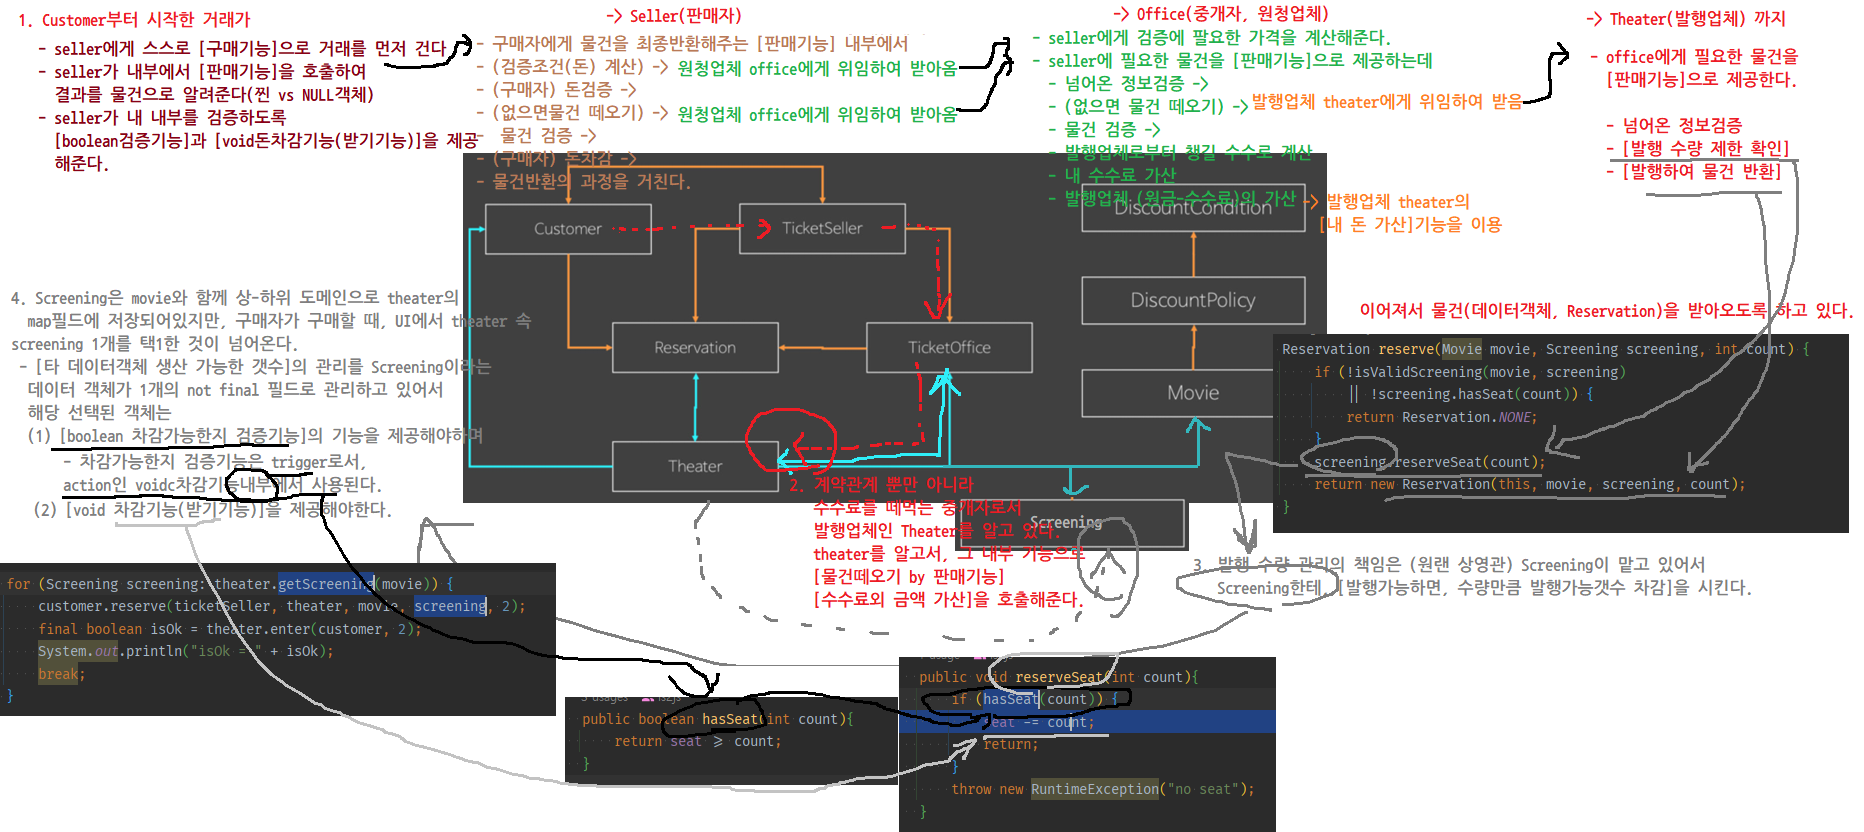 1. Customer부터 시작한 거래가
- seller에게 스스로 [구매기능]으로 거래를 먼저 건다
- seller가 내부에서 [판매기능]을 호출하여
결과를 물건으로 알려준다(찐 vs NULL객체)
- seller가 내 내부를 검증하도록
[boolean검증기능]과 [void돈차감기능(받기기능)]을 제공
해준다.
-> Seller(판매자)
- 구매자에게 물건을 최종반환해주는 [판매기능] 내부에서
- (검증조건(돈) 계산) -> 원청업체 office에게 위임하여 받아옴
- (구매자) 돈검증 ->
- (없으면물건 떼오기) -> 원청업체 office에게 위임하여 받아옴
- 물건 검증 ->
- (구매자) 돈차감 ->
- 물건반환의 과정을 거친다.
-> Office(중개자, 원청업체)
- seller에게 검증에 팔요한 가격을 계산해준다.
- seller에 필요한 물건을 [판매기능]으로 제공하는데
- 넘어온 정보검증 ->
- (없으면 물건 떼오기) -> 발행업체 theater에게 위임하여 받음
- 물건 검증 ->
- 발행업체로부터 챙길 수수로 계산
- 내 수수료 가산
- 발행업체 (원금-수수료)의 가산 -> 발행업체 theater의
[내 돈 가산]기능을 이용
-> Theater(발행업체) 까지
- office에게 필요한 물건을
[판매기능]으로 제공한다.
- 넘어온 정보검증
- [발행 수량 제한 확인]
- [발행하여 물건 반환]
Customer
TicketSeller
DiscountCondition
Reservation
TicketOffice
DiscountPolicy
Movie
Theater
Screening
4. Screening은 movie와 함께 상-하위 도메인으로 theater의
map필드에 저장되어있지만, 구매자가 구매할 때, UI에서 theater 속
screening 1개를 택1한 것이 넘어온다.
- [타 데이터객체 생산 가능한 갯수]의 관리를 Screening이라는
데이터 객체가 1개의 not final 필드로 관리하고 있어서
해당 선택된 객체는
(1) [boolean 차감가능한지 검증기능]의 기능을 제공해야하며
- 차감가능한지 검증기능은 trigger로서,
action인 voidc차감기능내부에서 사용된다.
(2) [void 차감기능(받기기능)]을 제공해야한다.
2. 계약관계 뿐만 아니라
수수료를 떼먹는 중개자로서
발행업체인 Theater를 알고 있다.
theater를 알고서, 그 내부 기능으로
[물건떼오기 by 판매기능]
[수수료외 금액 가산]을 호출해준다.
이어져서 물건(데이터객체, Reservation)을 받아오도록 하고 있다.
Reservation reserve(Movie movie, Screening screening, int count) {
if (!isValidScreening(movie, screening)
|| !screening.hasSeat(count)) {
return Reservation.NONE;
}
screening.reserveSeat(count);
return new Reservation(this, movie, screening, count);
}
3. 발행 수량 관리의 책임은 (원랜 상영관) Screening이 맡고 있어서
Screening한테, [발행가능하면, 수량만큼 발행가능갯수 차감]을 시킨다.
for (Screening screening: theater.getScreening(movie)) {
customer.reserve(ticketSeller, theater, movie, screening, 2);
final boolean isOk = theater.enter(customer, 2);
System.out.println("isOk = " + isOk);
break;
}
public boolean hasSeat(int count){
return seat >= count;
}
public void reserveSeat(int count){
if (hasSeat(count)) {
seat -= count;
return;
}
throw new RuntimeException("no seat");
}